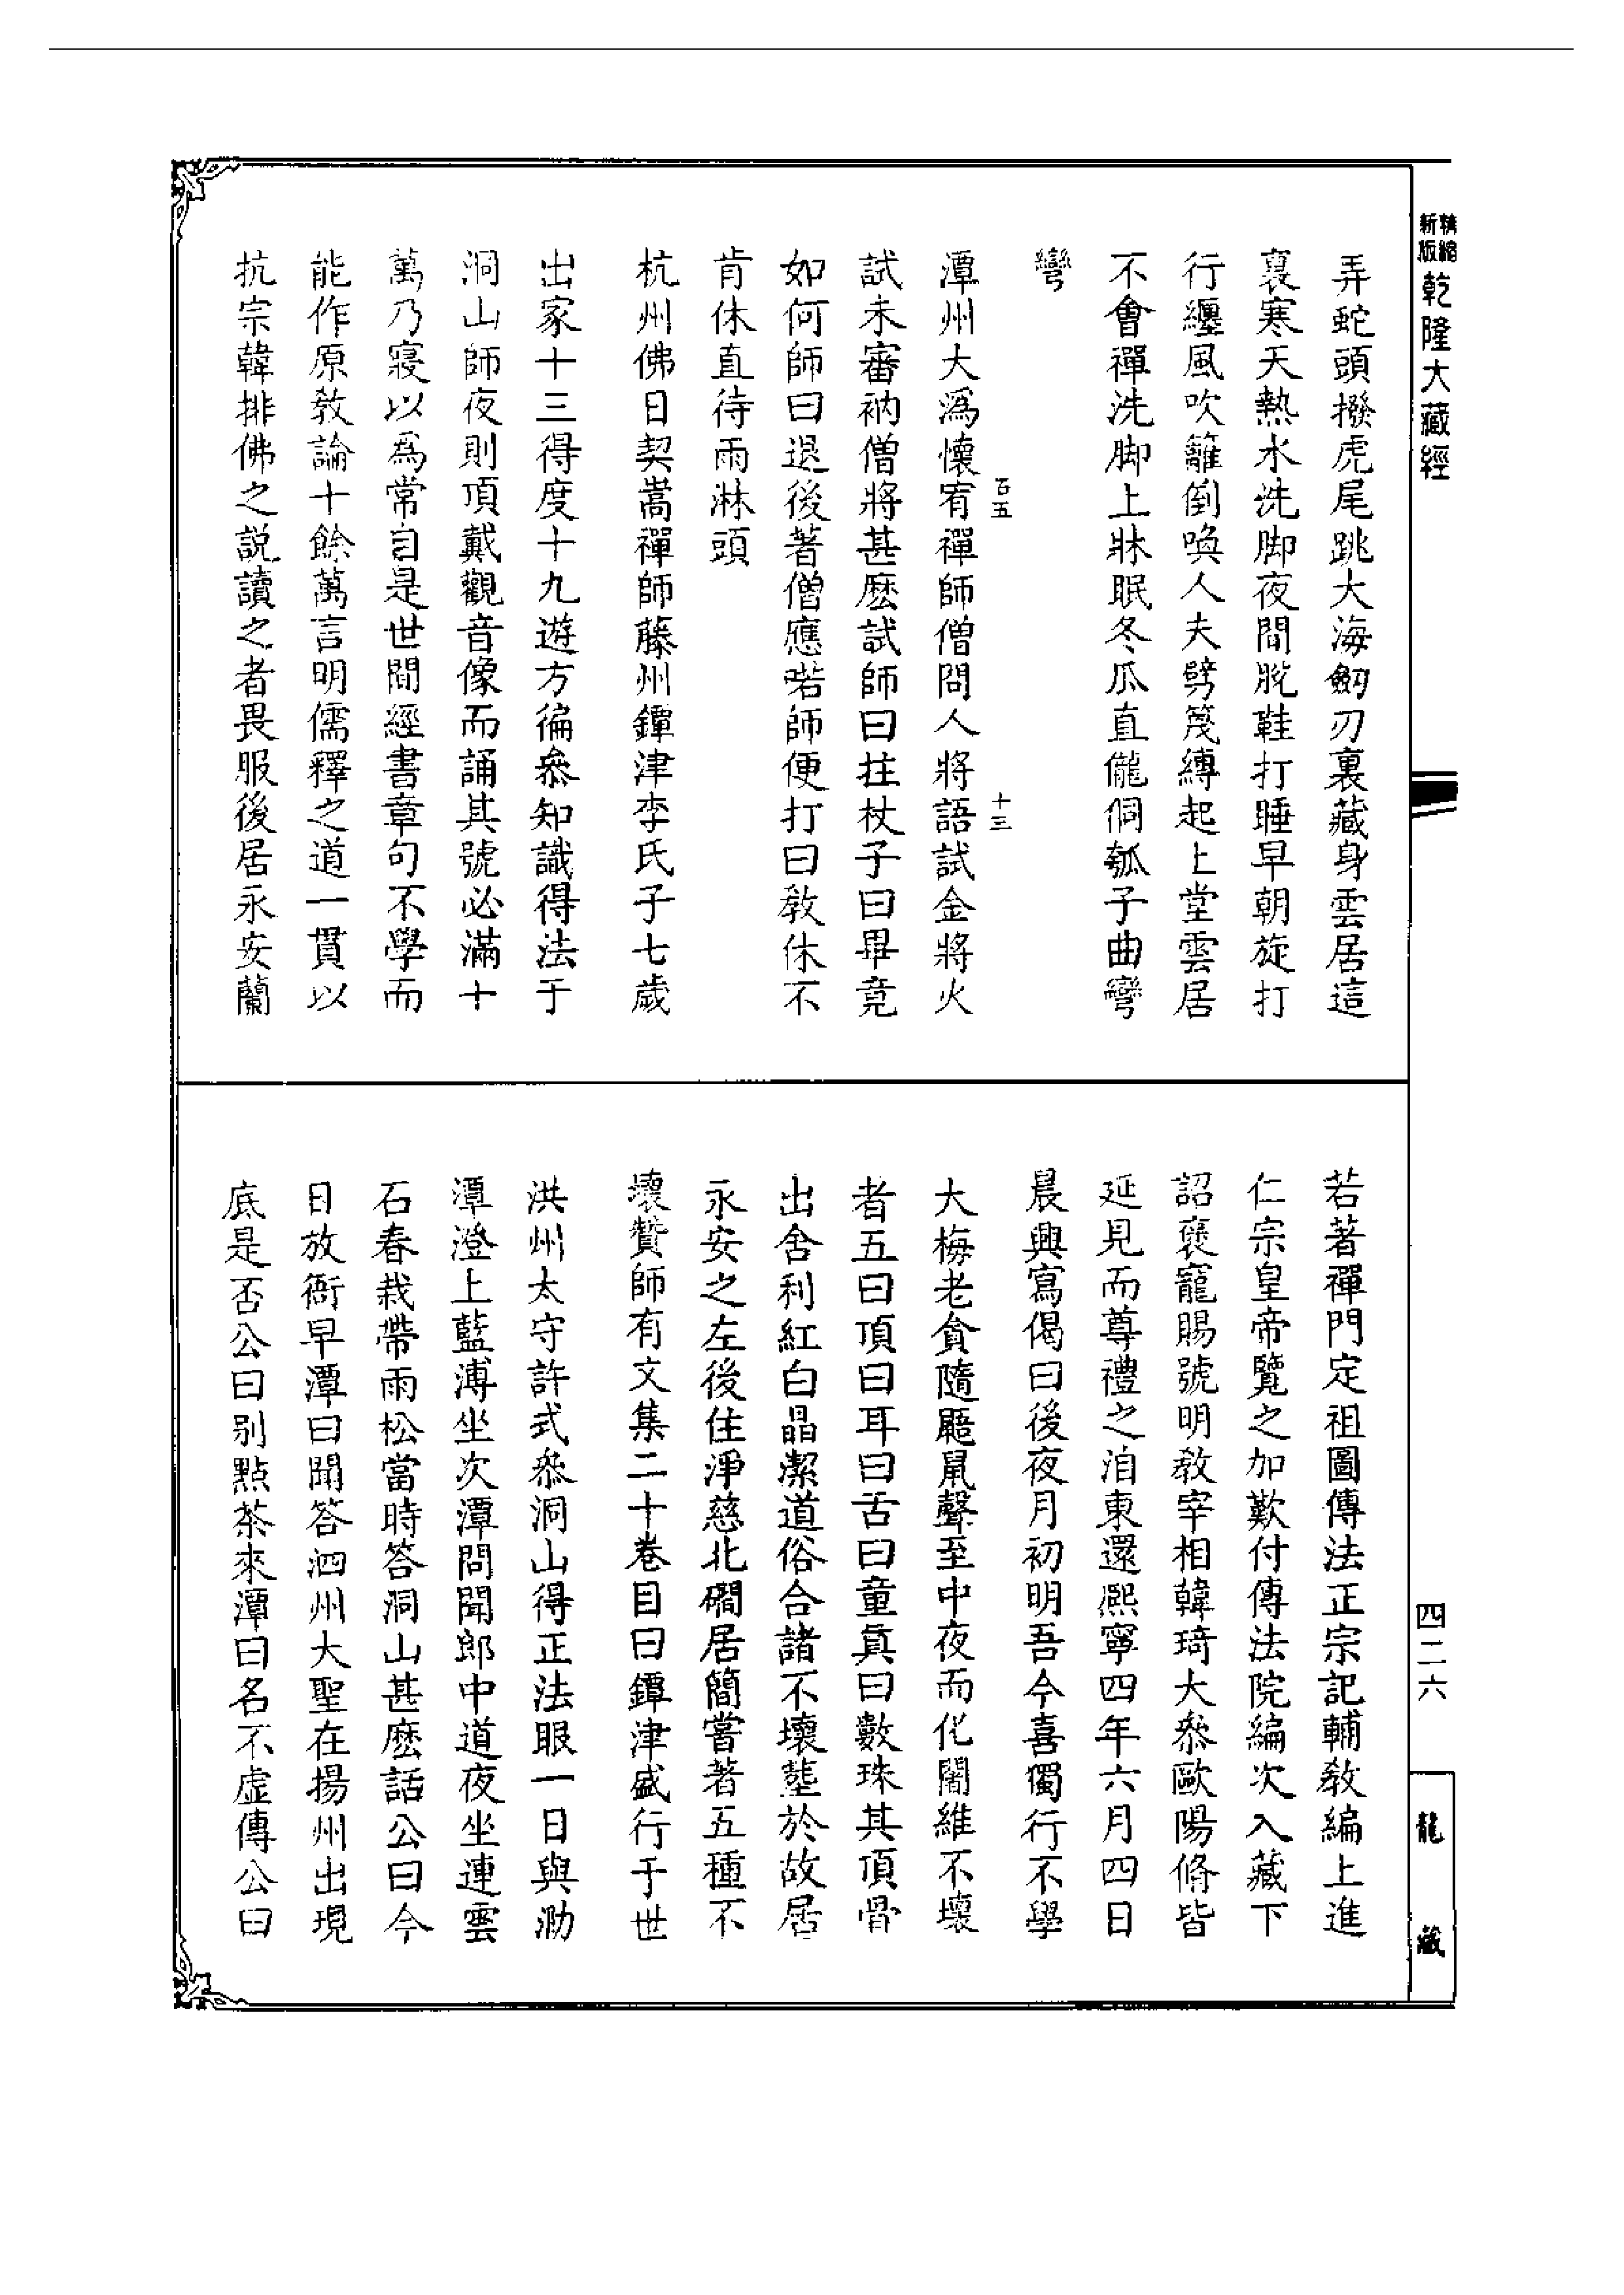 精縮新版乾隆大藏經
弄蛇頭撥虎尾跳大海劒刃裏藏身雲居這
裏寒天熱水洗脚夜間脫鞋打睡早朝旋打
行纏風吹籬倒喚人夫劈篾縛起上堂雲居
不會禪洗脚上牀眠冬瓜直儱侗瓠子曲彎
彎
百五 十三
潭州大溈懷宥禪師僧問人將語試金將火
試未審衲僧將甚麽試師曰拄杖子曰畢竟
如何師曰退後著僧應喏師便打曰教休不
肯休直待雨淋頭
杭州佛日契嵩禪師藤州鐔津李氏子七歲
出家十三得度十九遊方徧叅知識得法于
洞山師夜則頂戴觀音像而誦其號必滿十
萬乃寢以爲常自是世間經書章句不學而
能作原教論十餘萬言明儒釋之道一貫以
抗宗韓排佛之說讀之者畏服後居永安蘭
若著禪門定祖圖傳法正宗記輔教編上進
仁宗皇帝覽之加歎付傳法院編次入藏下
詔褒寵賜號明教宰相韓琦大叅歐陽脩皆
延見而尊禮之洎東還熈寧四年六月四日
晨興寫偈曰後夜月初明吾今喜獨行不學
大梅老貪隨鼯鼠聲至中夜而化闍維不壞
者五曰頂曰耳曰舌曰童眞曰數珠其頂骨
出舍利紅白晶潔道俗合諸不壞塟於故居
永安之左後住淨慈北磵居簡嘗著五種不
壞贊師有文集二十卷目曰鐔津盛行于世
洪州太守許式叅洞山得正法眼一日與泐
潭澄上藍溥坐次潭問聞郎中道夜坐連雲
石春栽帶雨松當時答洞山甚麽話公曰今
日放衙早潭曰聞答泗州大聖在揚州出現
底是否公曰別點茶來潭曰名不虛傳公曰
四二六
龍藏